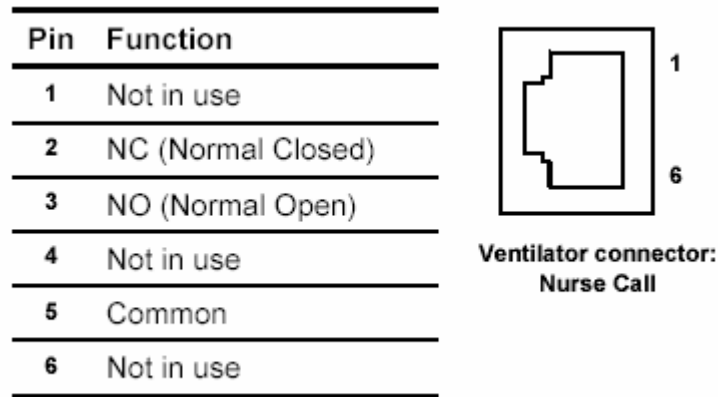 Pin Function
1 Not in use
2 NC (Normal Closed)
3 NO (Normal Open)
4 Not in use
5 Common
6 Not in use
1
6
Ventilator connector:
Nurse Call